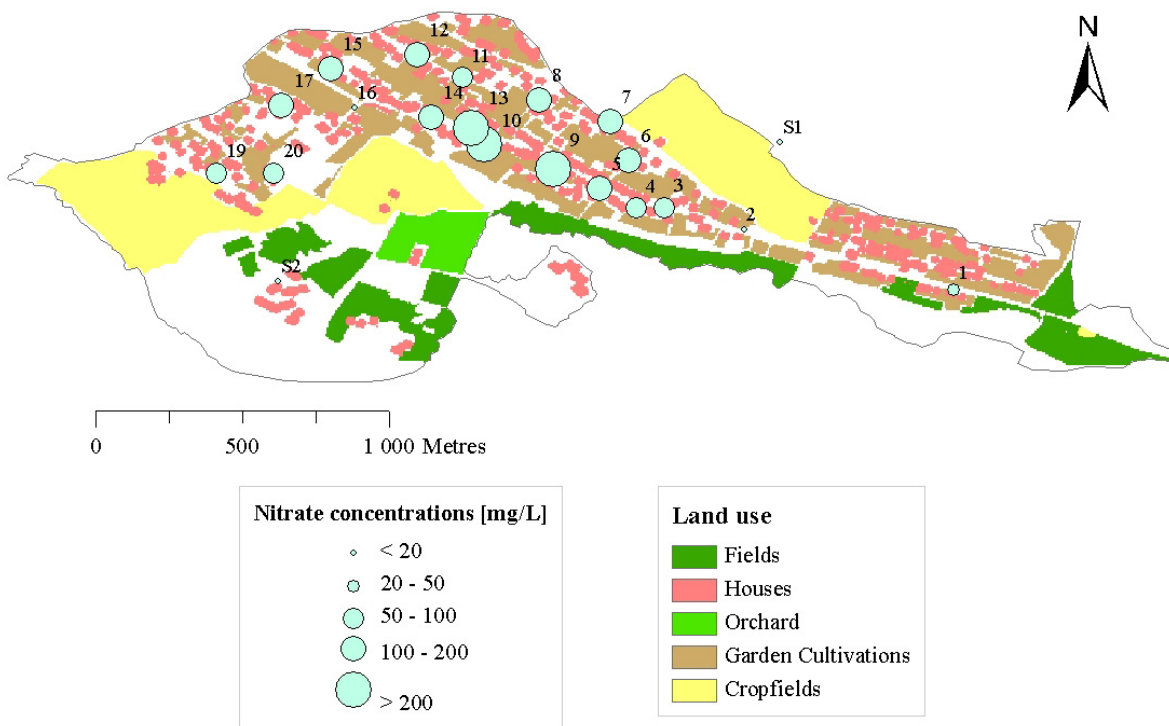 N
12
15
11
17
8
16
14
13
7
10
S1
6
9
19
20
5
4
3
2
S2
1
0
500
1 000 Metres
Nitrate concentrations [mg/L]
< 20
20 - 50
50 - 100
100 - 200
> 200
Land use
Fields
Houses
Orchard
Garden Cultivations
Cropfields